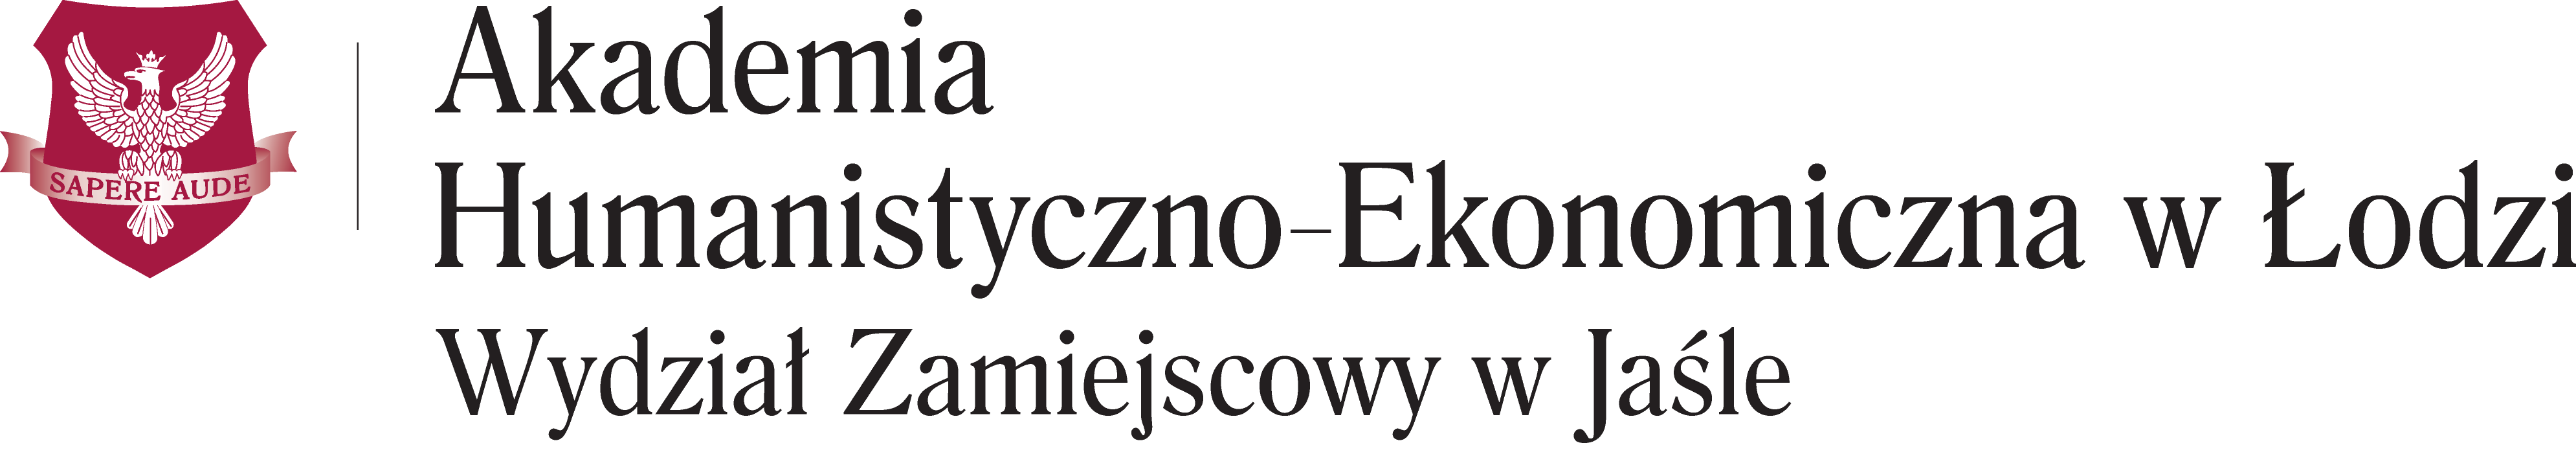 SAPERE AUDE
Akademia
Humanistyczno-Ekonomiczna w Łodzi
Wydział Zamiejscowy w Jaśle